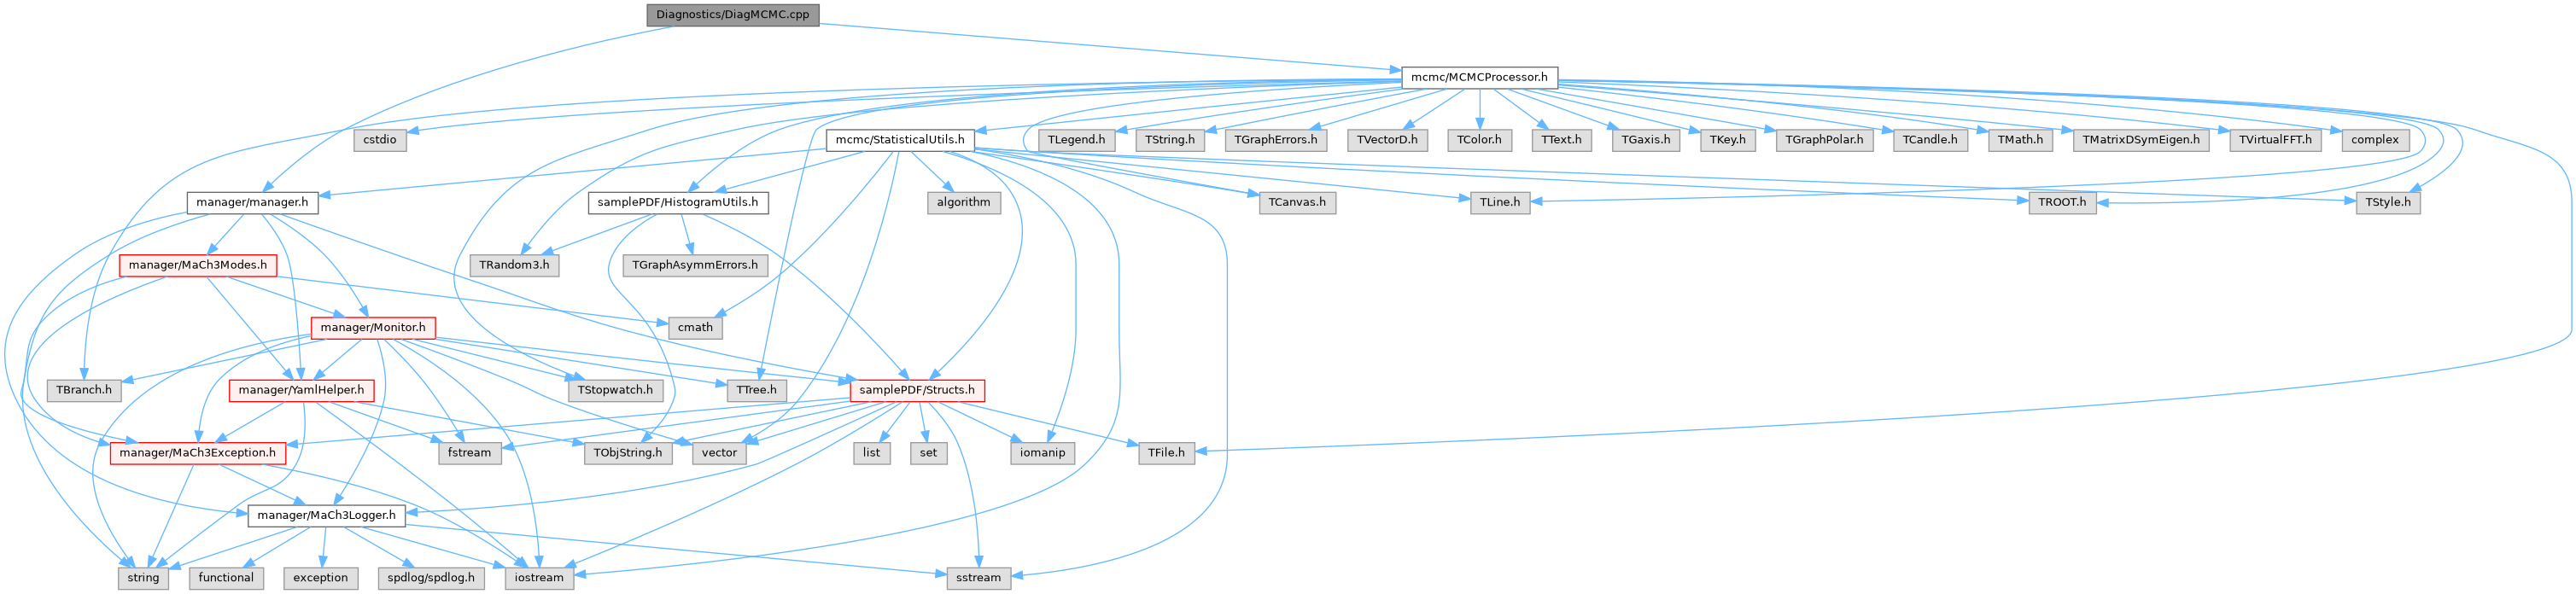 Diagnostics/DiagMCMC.cpp
mcmc/MCMCProcessor.h
cstdio
mcmc/StatisticalUtils.h
TLegend.h
TString.h
TGraphErrors.h
TVectorD.h
TColor.h
TText.h
TGaxis.h
TKey.h
TGraphPolar.h
TCandle.h
TMath.h
TMatrixDSymEigen.h
TVirtualFFT.h
complex
manager/manager.h
samplePDF/HistogramUtils.h
algorithm
TCanvas.h
TLine.h
TROOT.h
TStyle.h
manager/MaCh3Modes.h
TRandom3.h
TGraphAsymmErrors.h
manager/Monitor.h
cmath
TBranch.h
manager/YamlHelper.h
TStopwatch.h
TTree.h
samplePDF/Structs.h
manager/MaCh3Exception.h
fstream
TObjString.h
vector
list
set
iomanip
TFile.h
manager/MaCh3Logger.h
string
functional
exception
spdlog/spdlog.h
iostream
sstream